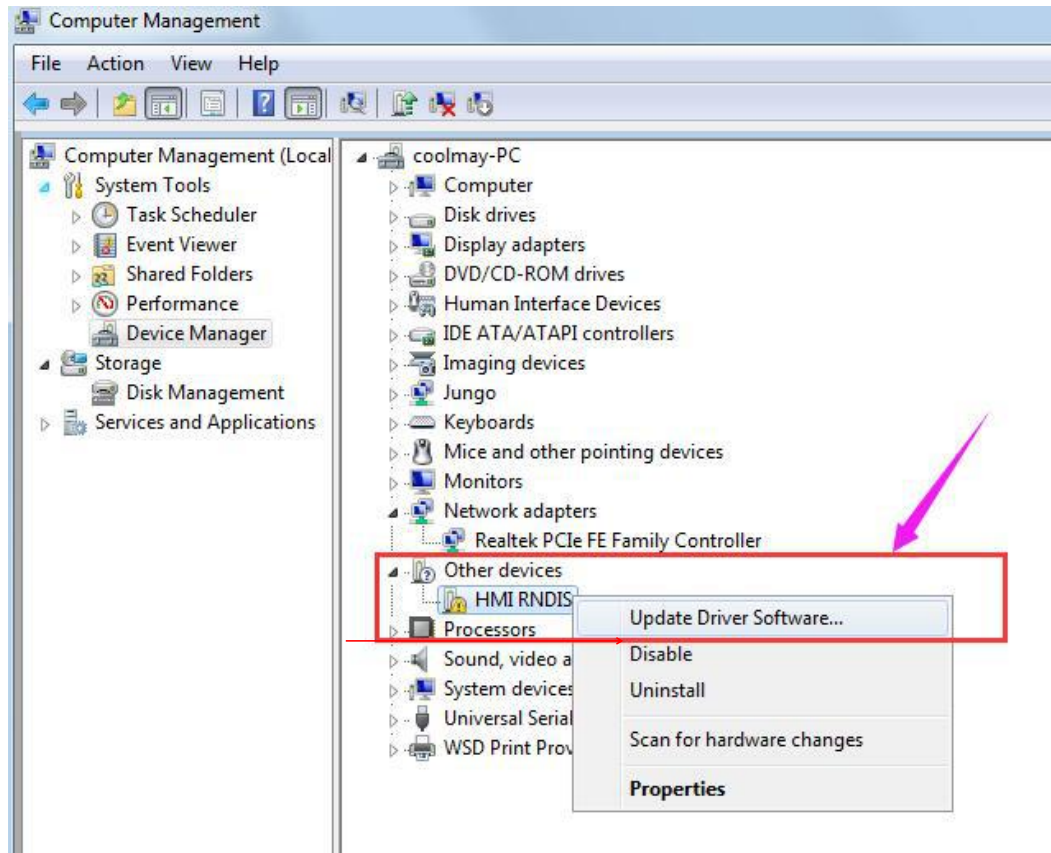 Computer Management
File Action View Help
Computer Management (Local
System Tools
Task Scheduler
Event Viewer
Shared Folders
Performance
Device Manager
Storage
Disk Management
Services and Applications
coolmay-PC
Computer
Disk drives
Display adapters
DVD/CD-ROM drives
Human Interface Devices
IDE ATA/ATAPI controllers
Imaging devices
Jungo
Keyboards
Mice and other pointing devices
Monitors
Network adapters
Realtek PCIe FE Family Controller
Other devices
HMI RNDIS
Processors
Sound, video a
System devices
Universal Serial
WSD Print Prov
Update Driver Software...
Disable
Uninstall
Scan for hardware changes
Properties